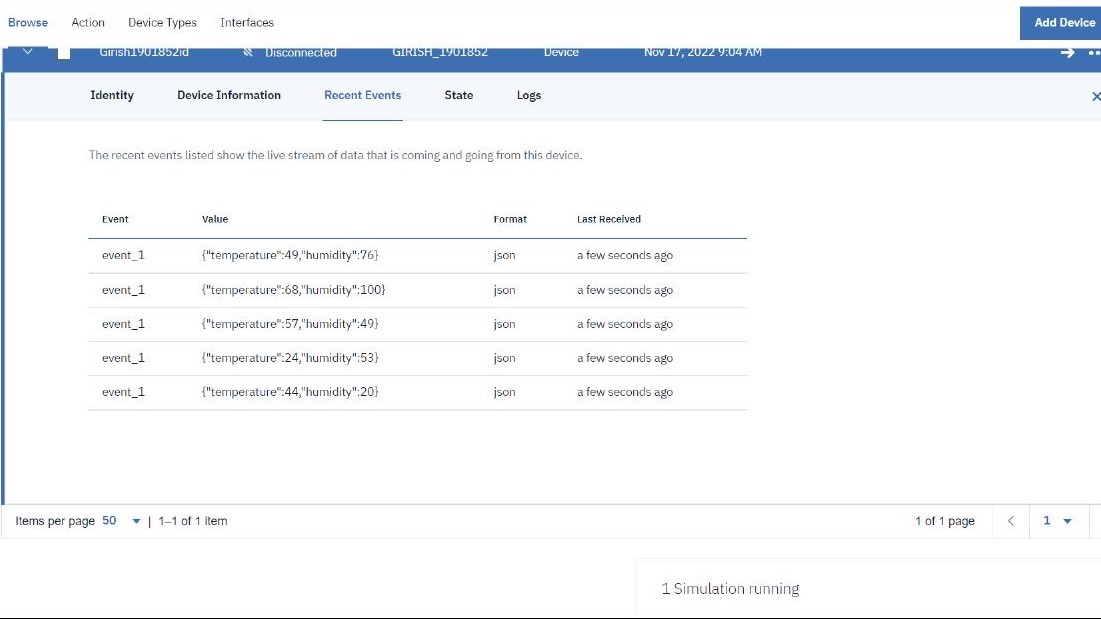 Browse Action Device Types Interfaces Add Device
Girish1901852id Disconnected GIRISH_1901852 Device Nov 17, 2022 9:04 AM
Identity Device Information Recent Events State Logs
The recent events listed show the live stream of data that is coming and going from this device.
Event Value Format Last Received
event_1 {"temperature":49,"humidity":76} json a few seconds ago
event_1 {"temperature":68,"humidity":100} json a few seconds ago
event_1 {"temperature":57,"humidity":49} json a few seconds ago
event_1 {"temperature":24,"humidity":53} json a few seconds ago
event_1 {"temperature":44,"humidity":20} json a few seconds ago
Items per page 50 | 1–1 of 1 item 1 of 1 page 1
1 Simulation running